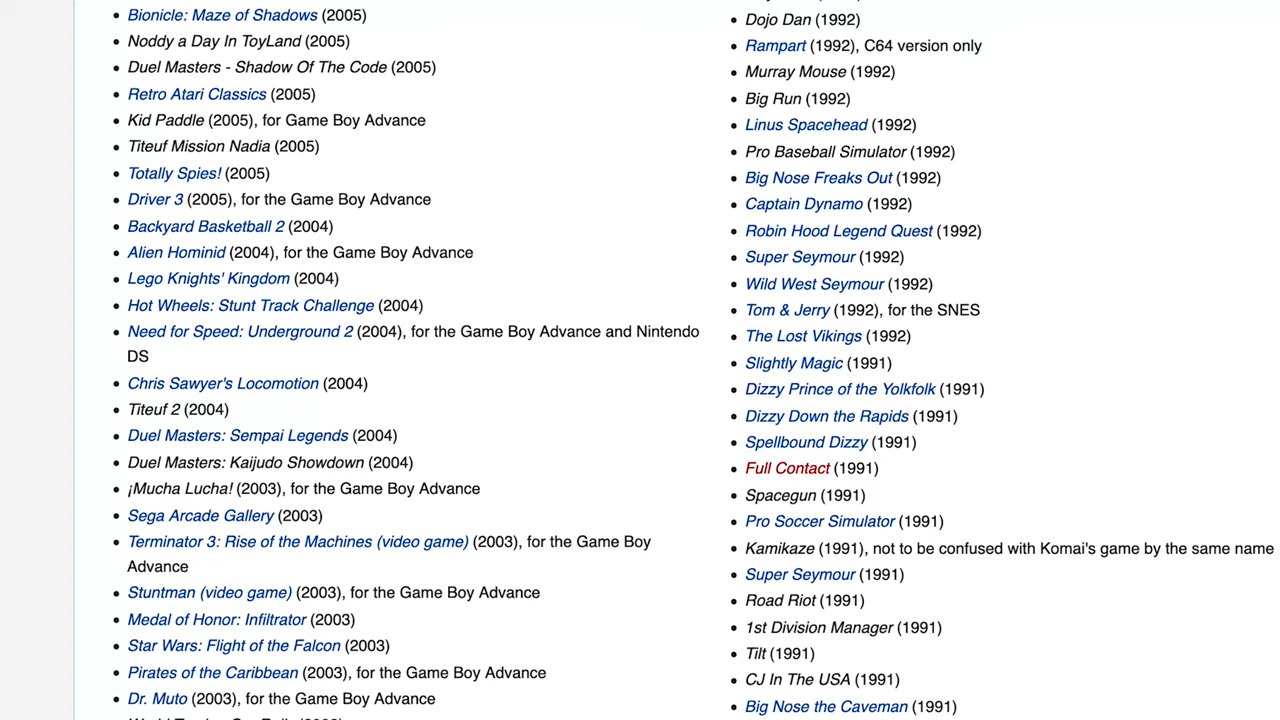 Bionicle: Maze of Shadows (2005)
Noddy a Day In ToyLand (2005)
Duel Masters - Shadow Of The Code (2005)
Retro Atari Classics (2005)
Kid Paddle (2005), for Game Boy Advance
Titeuf Mission Nadia (2005)
Totally Spies! (2005)
Driver 3 (2005), for the Game Boy Advance
Backyard Basketball 2 (2004)
Alien Hominid (2004), for the Game Boy Advance
Lego Knights' Kingdom (2004)
Hot Wheels: Stunt Track Challenge (2004)
Need for Speed: Underground 2 (2004), for the Game Boy Advance and Nintendo
DS
Chris Sawyer's Locomotion (2004)
Titeuf 2 (2004)
Duel Masters: Sempai Legends (2004)
Duel Masters: Kaijudo Showdown (2004)
¡Mucha Lucha! (2003), for the Game Boy Advance
Sega Arcade Gallery (2003)
Terminator 3: Rise of the Machines (video game) (2003), for the Game Boy
Advance
Stuntman (video game) (2003), for the Game Boy Advance
Medal of Honor: Infiltrator (2003)
Star Wars: Flight of the Falcon (2003)
Pirates of the Caribbean (2003), for the Game Boy Advance
Dr. Muto (2003), for the Game Boy Advance
Dojo Dan (1992)
Rampart (1992), C64 version only
Murray Mouse (1992)
Big Run (1992)
Linus Spacehead (1992)
Pro Baseball Simulator (1992)
Big Nose Freaks Out (1992)
Captain Dynamo (1992)
Robin Hood Legend Quest (1992)
Super Seymour (1992)
Wild West Seymour (1992)
Tom & Jerry (1992), for the SNES
The Lost Vikings (1992)
Slightly Magic (1991)
Dizzy Prince of the Yolkfolk (1991)
Dizzy Down the Rapids (1991)
Spellbound Dizzy (1991)
Full Contact (1991)
Spacegun (1991)
Pro Soccer Simulator (1991)
Kamikaze (1991), not to be confused with Komai's game by the same name
Super Seymour (1991)
Road Riot (1991)
1st Division Manager (1991)
Tilt (1991)
CJ In The USA (1991)
Big Nose the Caveman (1991)